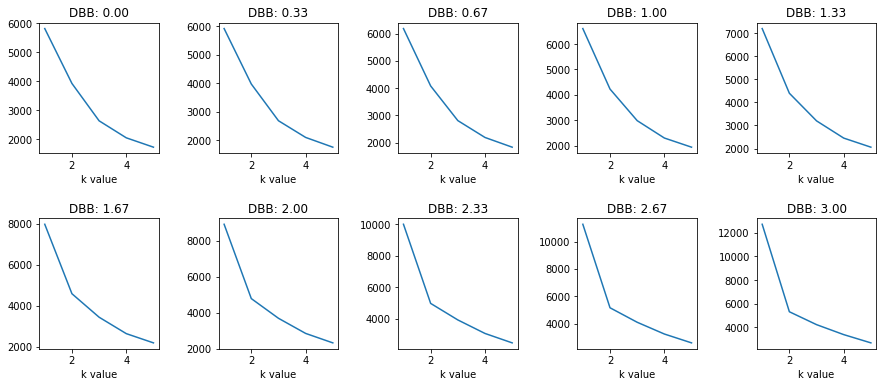 DBB: 0.00 DBB: 0.33 DBB: 0.67 DBB: 1.00 DBB: 1.33
6000 6000 6000 6000 7000
5000 5000 5000 5000 6000
4000 4000 4000 4000 5000
3000 3000 3000 3000 4000
2000 2000 2000 2000 3000
2000
2 4 2 4 2 4 2 4 2 4
k value k value k value k value k value
DBB: 1.67 DBB: 2.00 DBB: 2.33 DBB: 2.67 DBB: 3.00
8000 8000 10000 10000 12000
6000 6000 8000 8000 10000
4000 4000 6000 6000 8000
2000 2000 4000 4000 6000
4000
2 4 2 4 2 4 2 4 2 4
k value k value k value k value k value